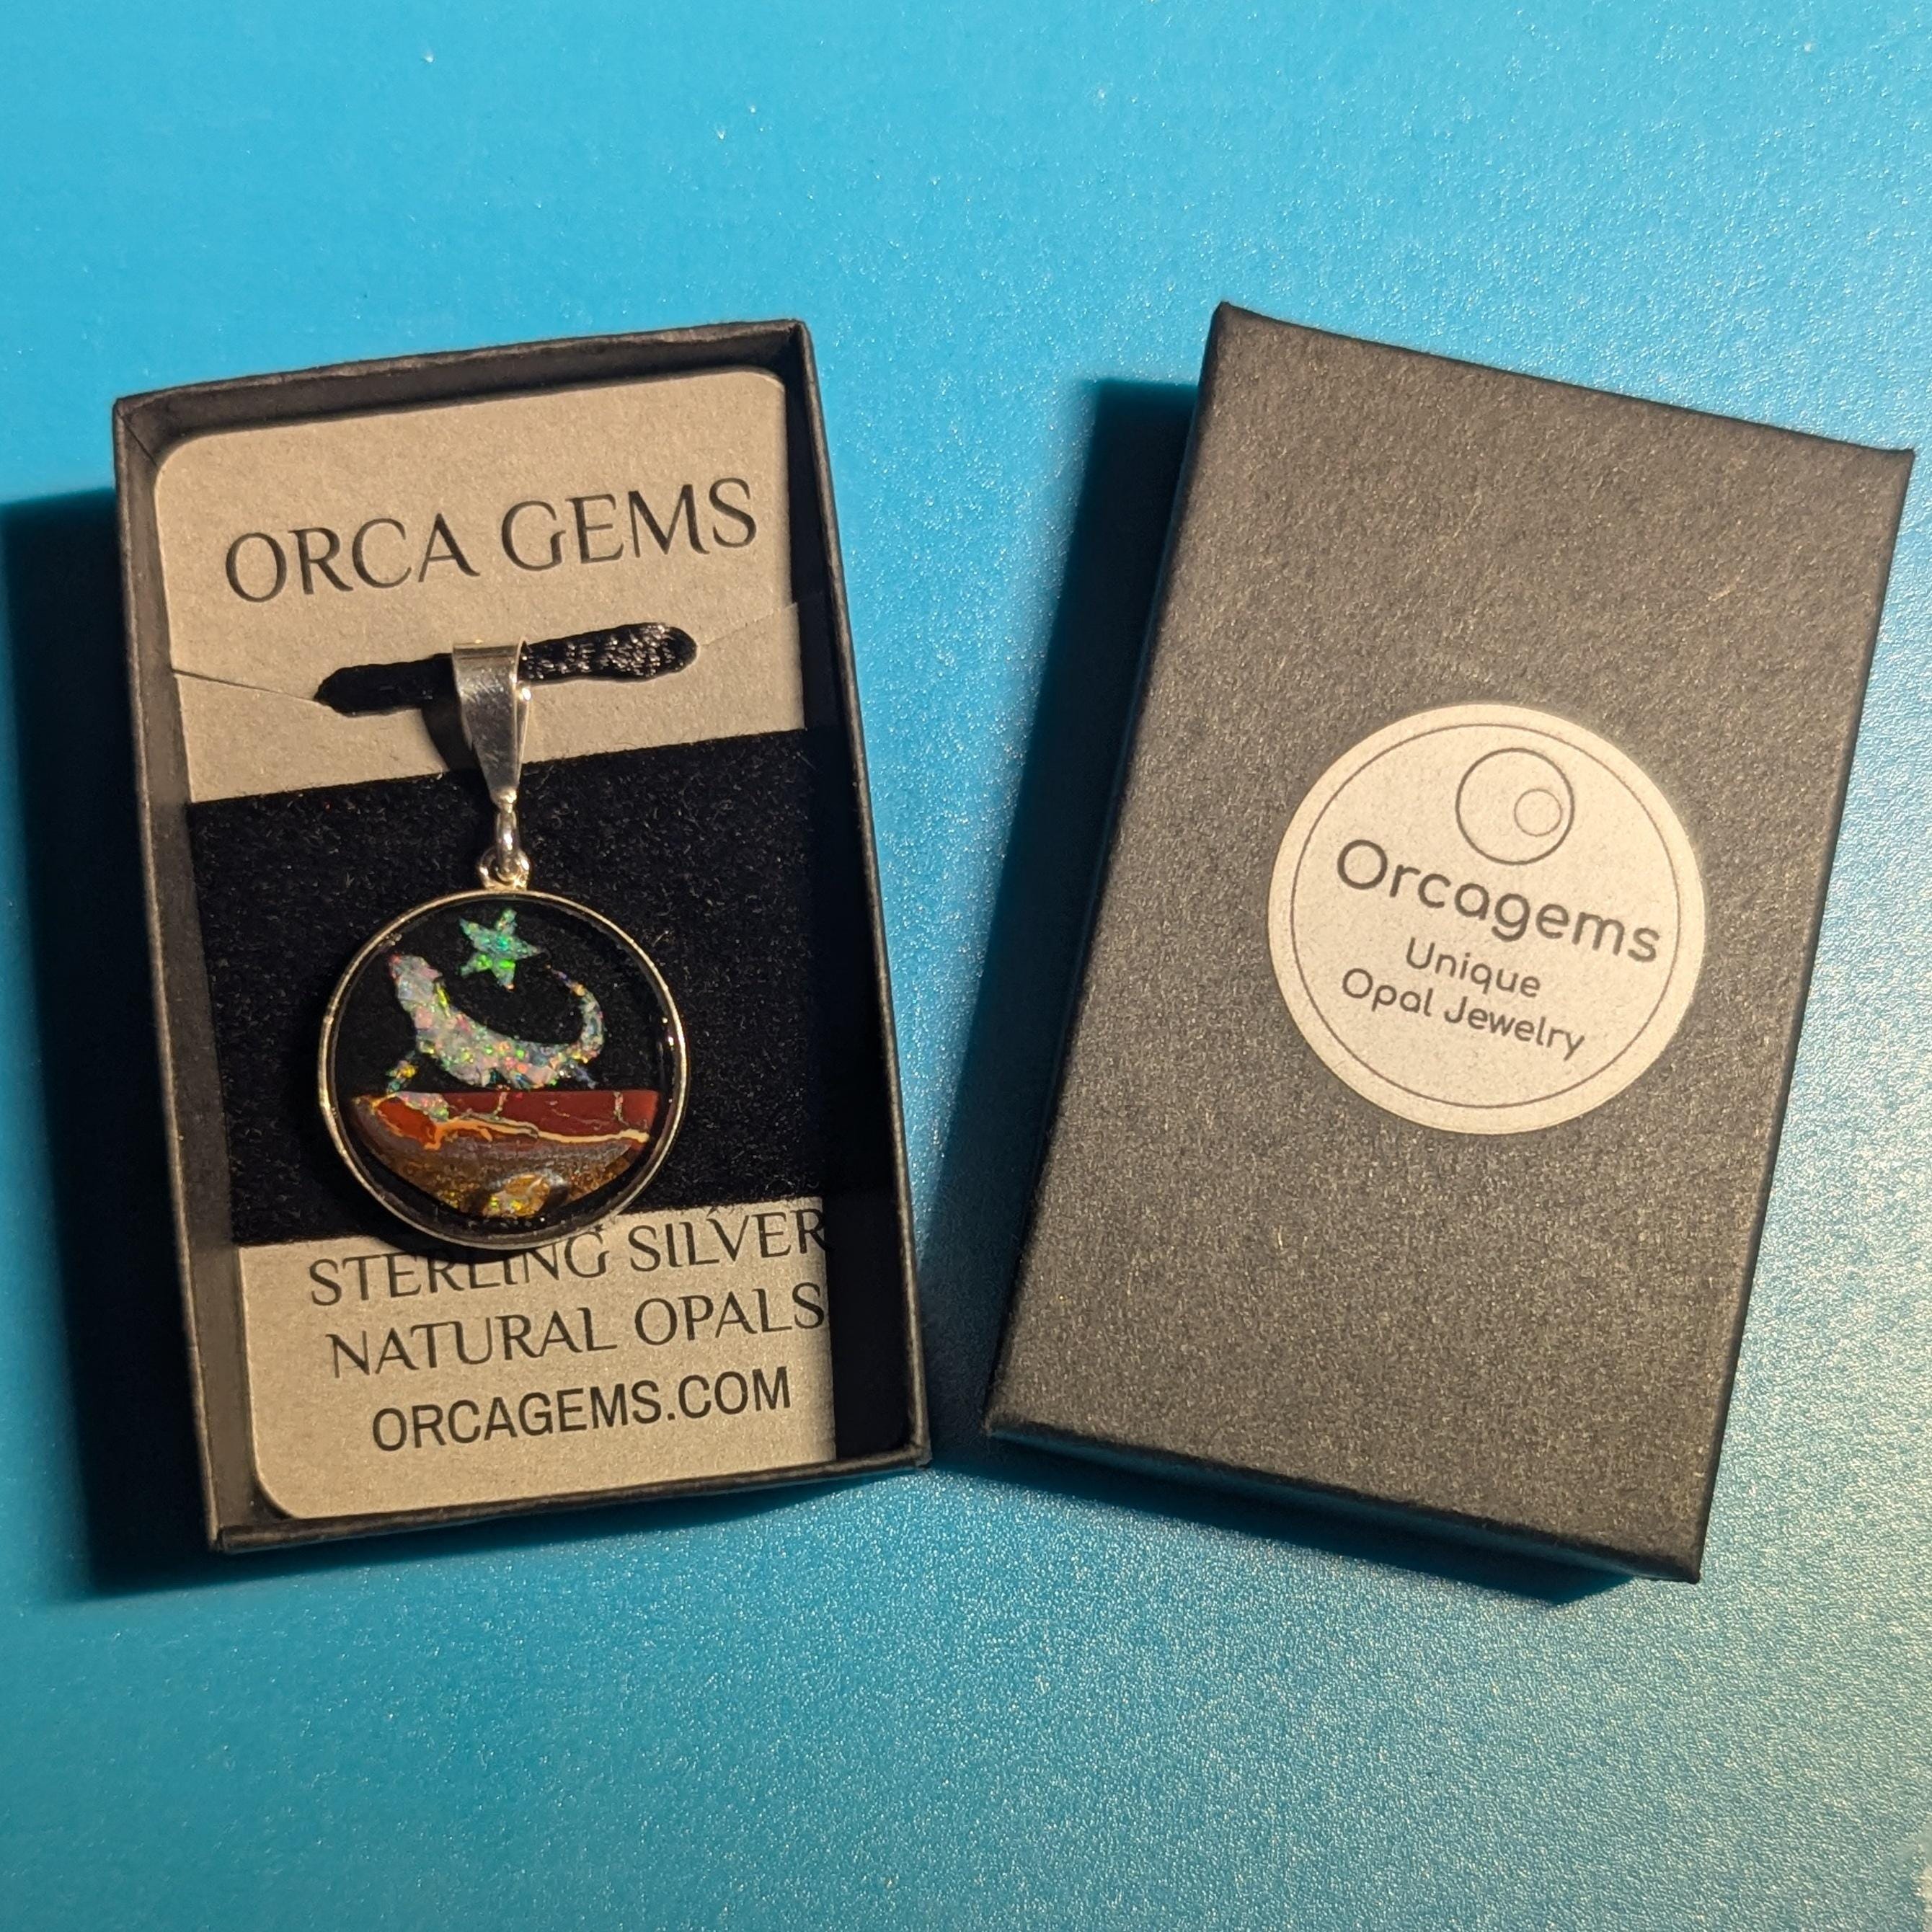 ORCA GEMS
STERLING SILVER
NATURAL OPALS
ORCAGEMS.COM
Orcagems
Unique
Opal Jewelry